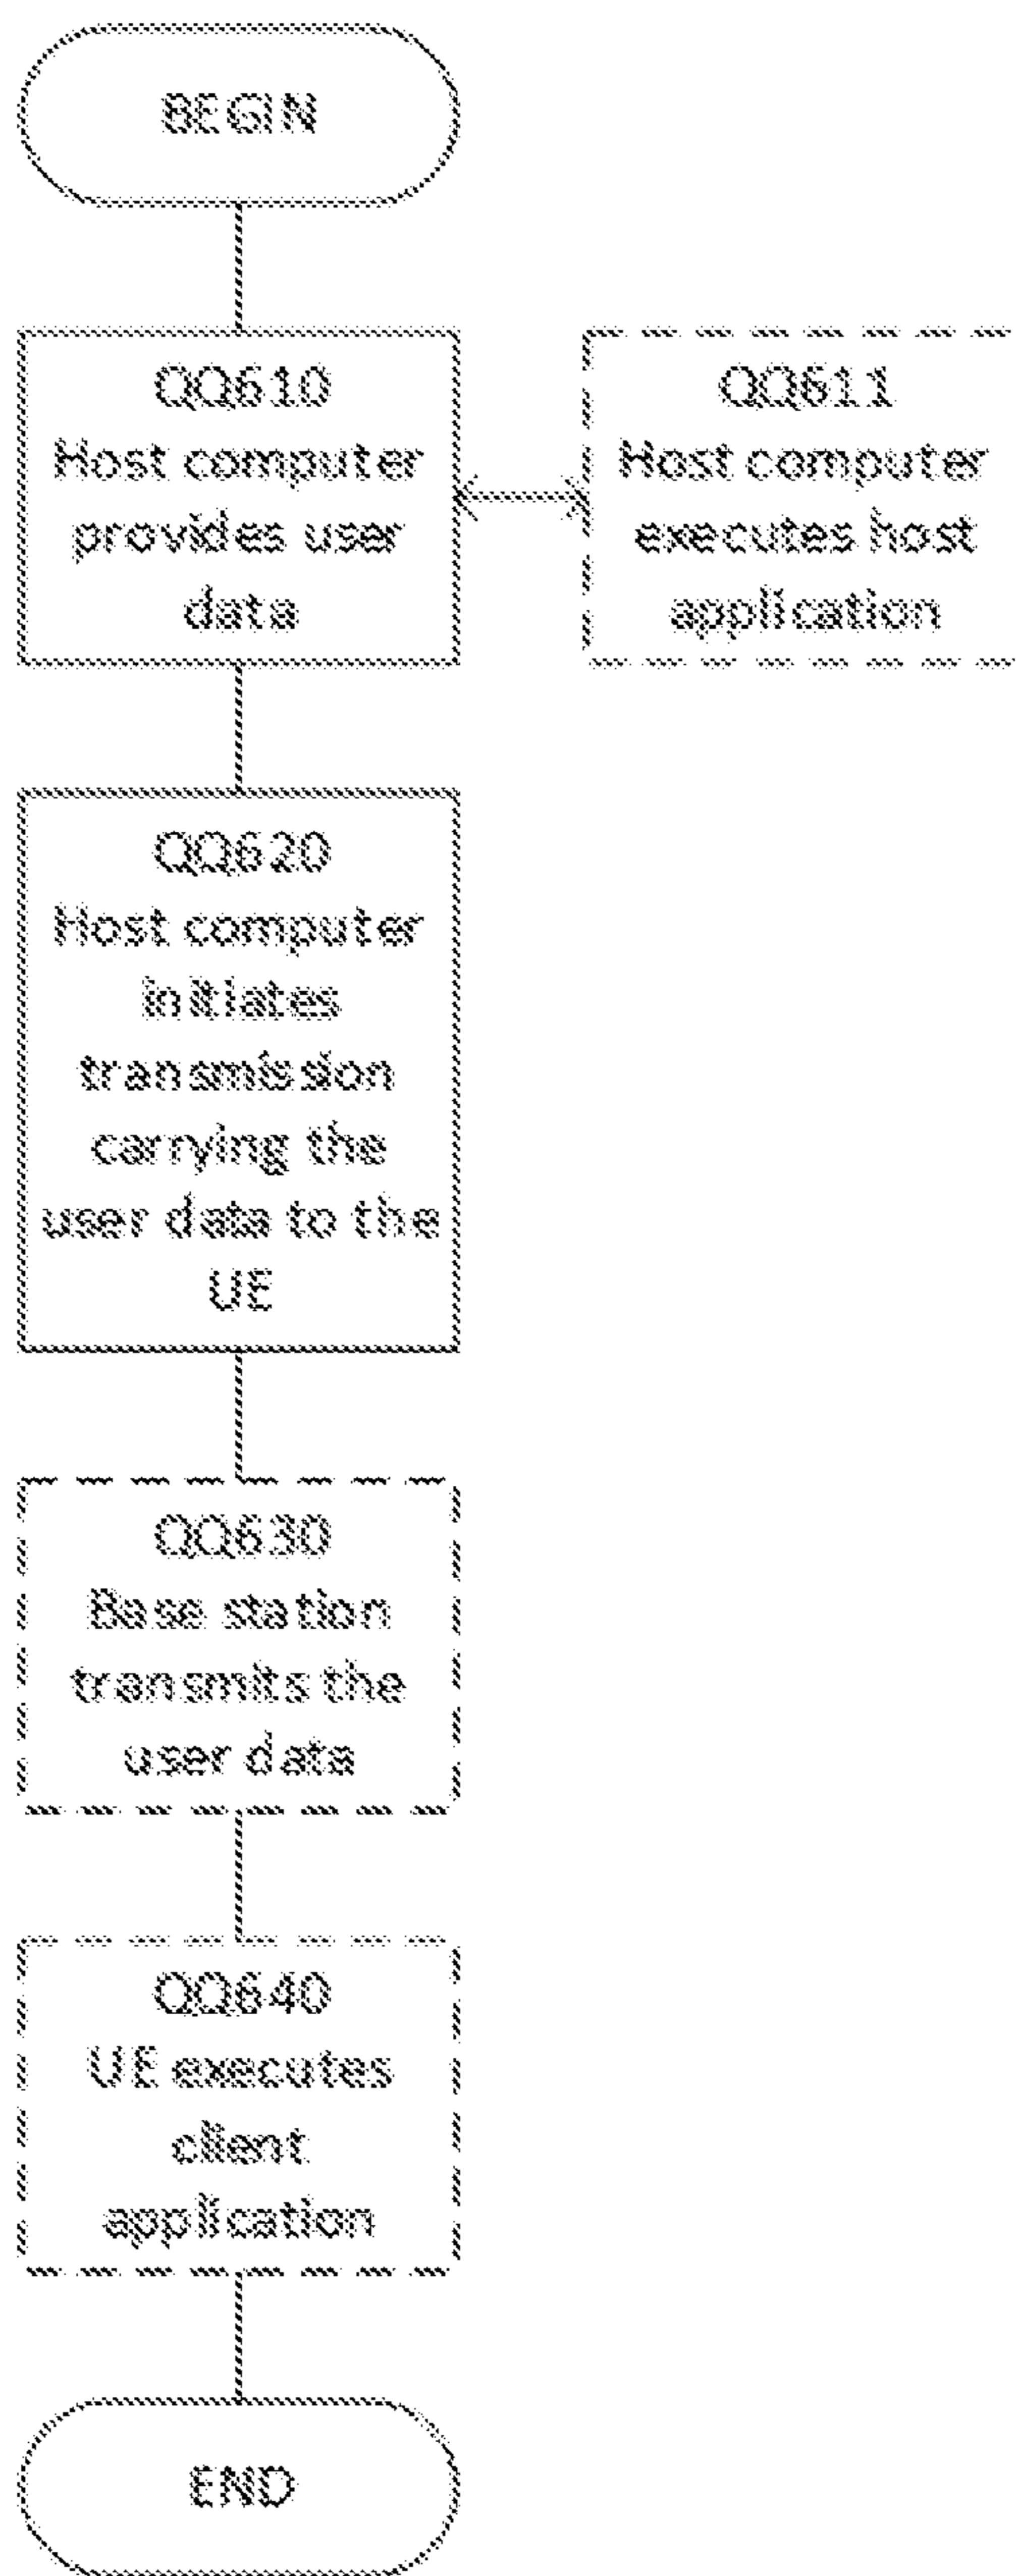 BEGIN
QQ610
Host computer
provides user
data
QQ611
Host computer
executes host
application
QQ620
Host computer
initiates
transmission
carrying the
user data to the
UE
QQ630
Base station
transmits the
user data
QQ640
UE executes
client
application
END